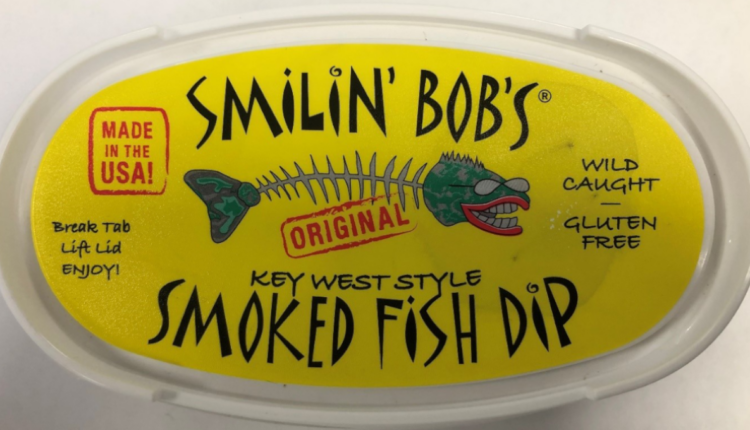 SMILIN' BOB'S®
MADE
IN THE
USA!
WILD
CAUGHT
—
GLUTEN
FREE
ORIGINAL
Break Tab
Lift Lid
ENJOY!
KEY WEST STYLE
SMOKED FISH DIP